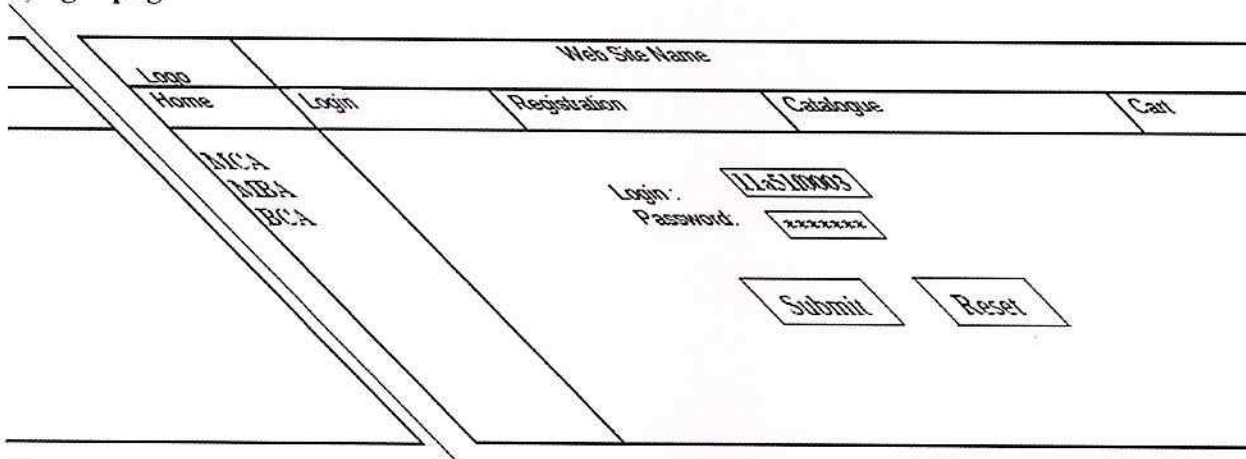 Web Site Name
Logo
Home Login Registration Catalogue Cart
MCA
MBA
BCA
Login :
Password: *******
Submit Reset